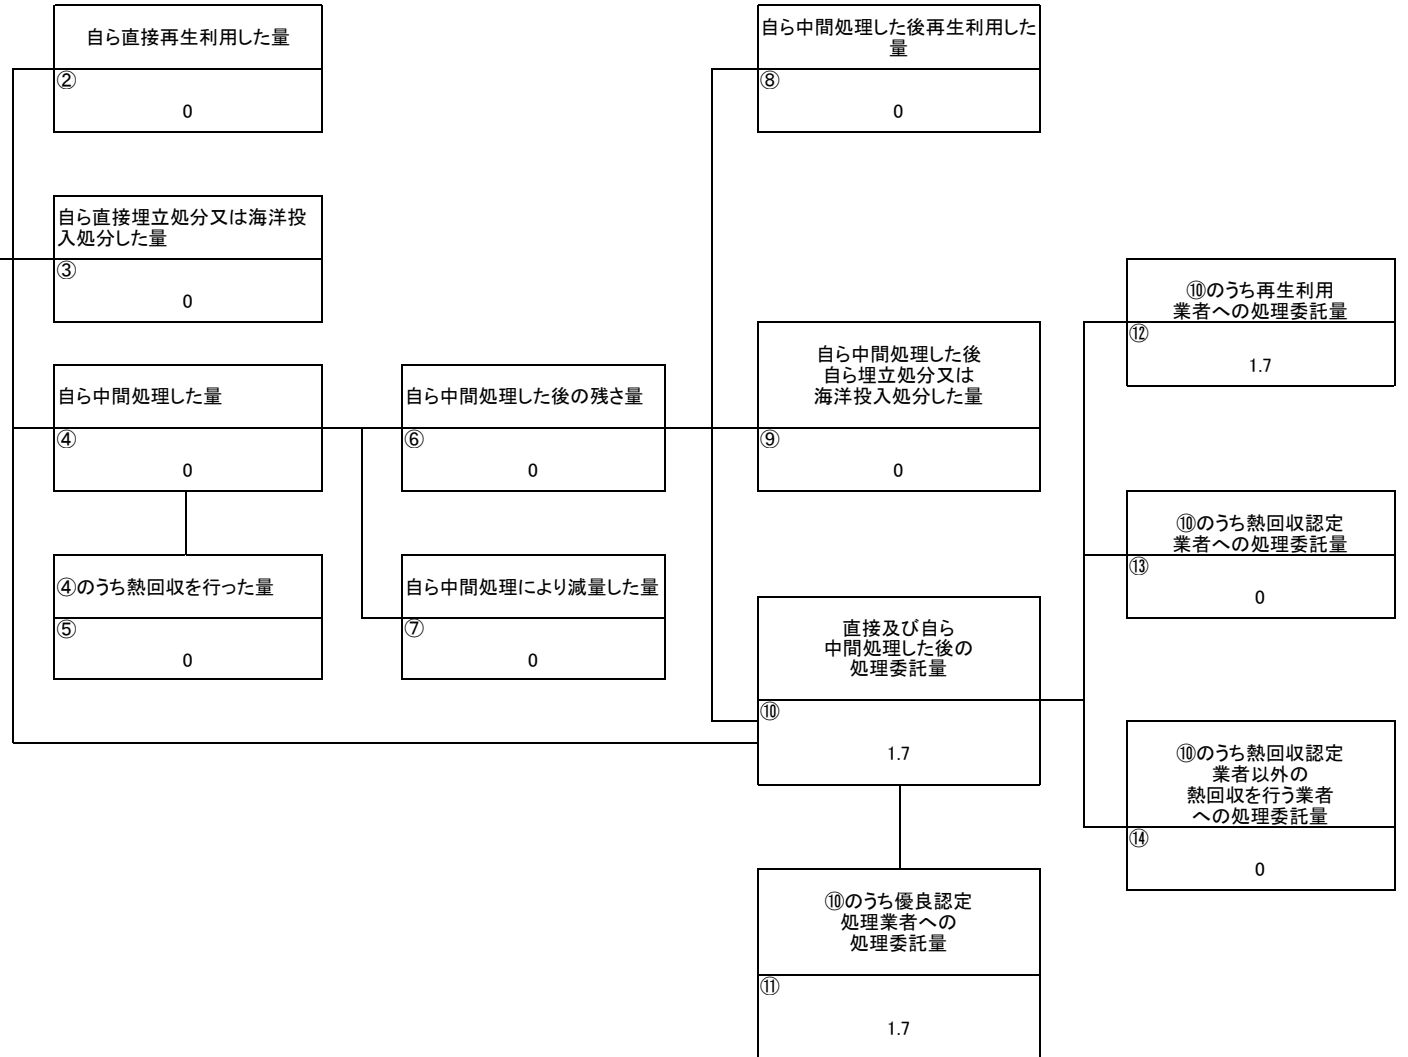 自ら直接再生利用した量
②
0
自ら直接埋立処分又は海洋投
入処分した量
③
0
自ら中間処理した量
④
0
④のうち熱回収を行った量
⑤
0
自ら中間処理した後の残さ量
⑥
0
自ら中間処理により減量した量
⑦
0
自ら中間処理した後再生利用した
量
⑧
0
自ら中間処理した後
自ら埋立処分又は
海洋投入処分した量
⑨
0
直接及び自ら
中間処理した後の
処理委託量
⑩
1.7
⑩のうち優良認定
処理業者への
処理委託量
⑪
1.7
⑩のうち再生利用
業者への処理委託量
⑫
1.7
⑩のうち熱回収認定
業者への処理委託量
⑬
0
⑩のうち熱回収認定
業者以外の
熱回収を行う業者
への処理委託量
⑭
0